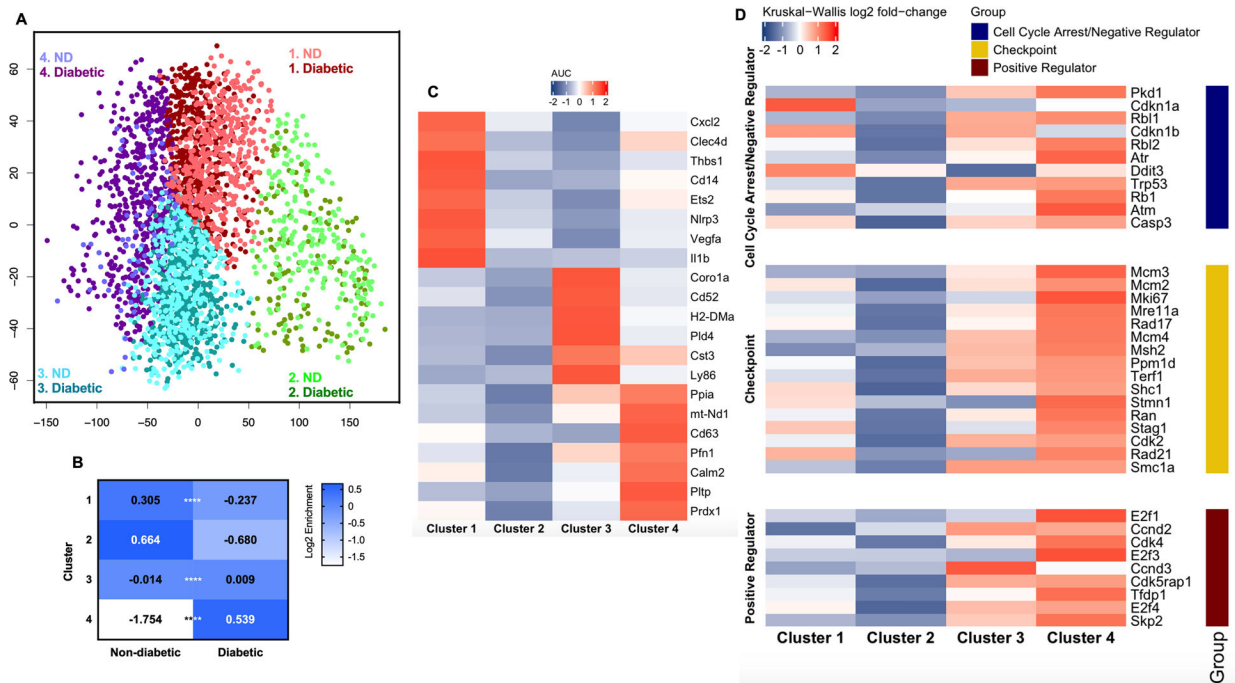 A
4. ND
4. Diabetic
1. ND
1. Diabetic
3. ND
3. Diabetic
2. ND
2. Diabetic
60
40
20
0
−20
−40
−60
−150
−100
−50
0
50
100
150
B
Cluster
1
0.305
****
-0.237
2
0.664
-0.680
3
-0.014
****
0.009
4
-1.754
****
0.539
Non-diabetic
Diabetic
Log2 Enrichment
0.5
0
-0.5
-1.0
-1.5
C
AUC
-2 -1 0 1 2
Cxcl2
Clec4d
Thbs1
Cd14
Ets2
Nlrp3
Vegfa
Il1b
Coro1a
Cd52
H2-DMa
Pld4
Cst3
Ly86
Ppia
mt-Nd1
Cd63
Pfn1
Calm2
Pltp
Prdx1
Cluster 1
Cluster 2
Cluster 3
Cluster 4
D
Kruskal−Wallis log2 fold−change
-2 -1 0 1 2
Group
Cell Cycle Arrest/Negative Regulator
Checkpoint
Positive Regulator
Cell Cycle Arrest/Negative Regulator
Pkd1
Cdkn1a
Rbl1
Cdkn1b
Rbl2
Atr
Ddit3
Trp53
Rb1
Atm
Casp3
Checkpoint
Mcm3
Mcm2
Mki67
Mre11a
Rad17
Mcm4
Msh2
Ppm1d
Terf1
Shc1
Stmn1
Ran
Stag1
Cdk2
Rad21
Smc1a
Positive Regulator
E2f1
Ccnd2
Cdk4
E2f3
Ccnd3
Cdk5rap1
Tfdp1
E2f4
Skp2
Cluster 1
Cluster 2
Cluster 3
Cluster 4
Group